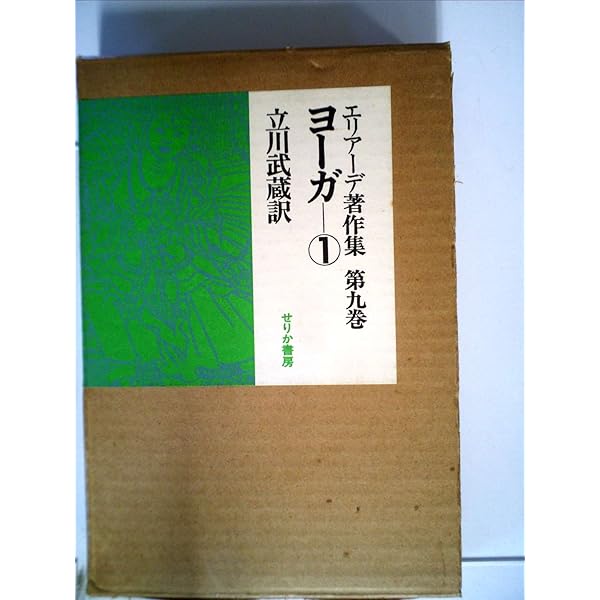 エリアーデ著作集 第九巻
ヨーガ─①
立川武蔵訳
せりか書房